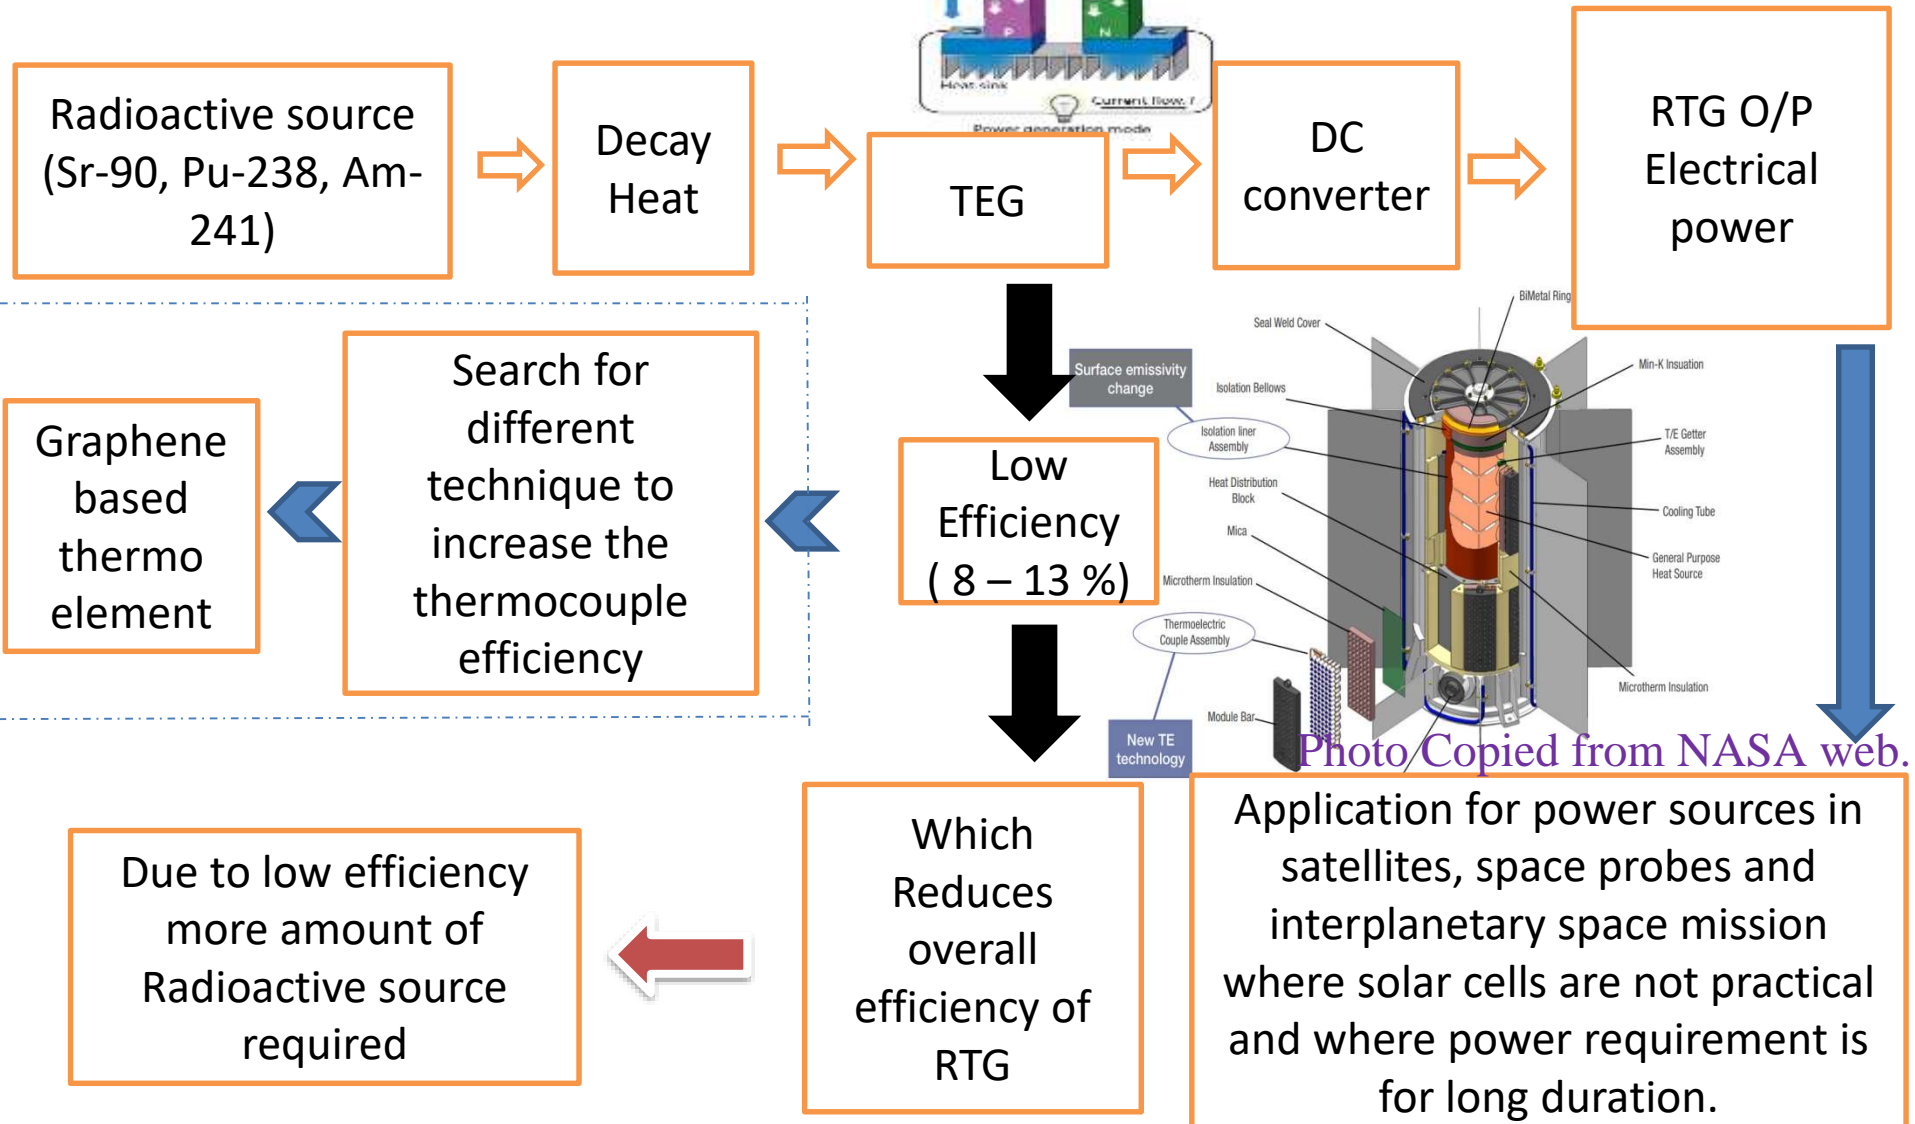 P
N
Heat sink
Current flow, I
Power generation mode
Radioactive source
(Sr-90, Pu-238, Am-
241)
Decay
Heat
TEG
DC
converter
RTG O/P
Electrical
power
Graphene
based
thermo
element
Search for
different
technique to
increase the
thermocouple
efficiency
Low
Efficiency
( 8 – 13 %)
BiMetal Ring
Seal Weld Cover
Min-K Insuation
Surface emissivity
change
Isolation Bellows
Isolation liner
Assembly
T/E Getter
Assembly
Heat Distribution
Block
Cooling Tube
Mica
General Purpose
Heat Source
Microtherm Insulation
Thermoelectric
Couple Assembly
Microtherm Insulation
Module Bar
New TE
technology
Photo Copied from NASA web.
Due to low efficiency
more amount of
Radioactive source
required
Which
Reduces
overall
efficiency of
RTG
Application for power sources in
satellites, space probes and
interplanetary space mission
where solar cells are not practical
and where power requirement is
for long duration.